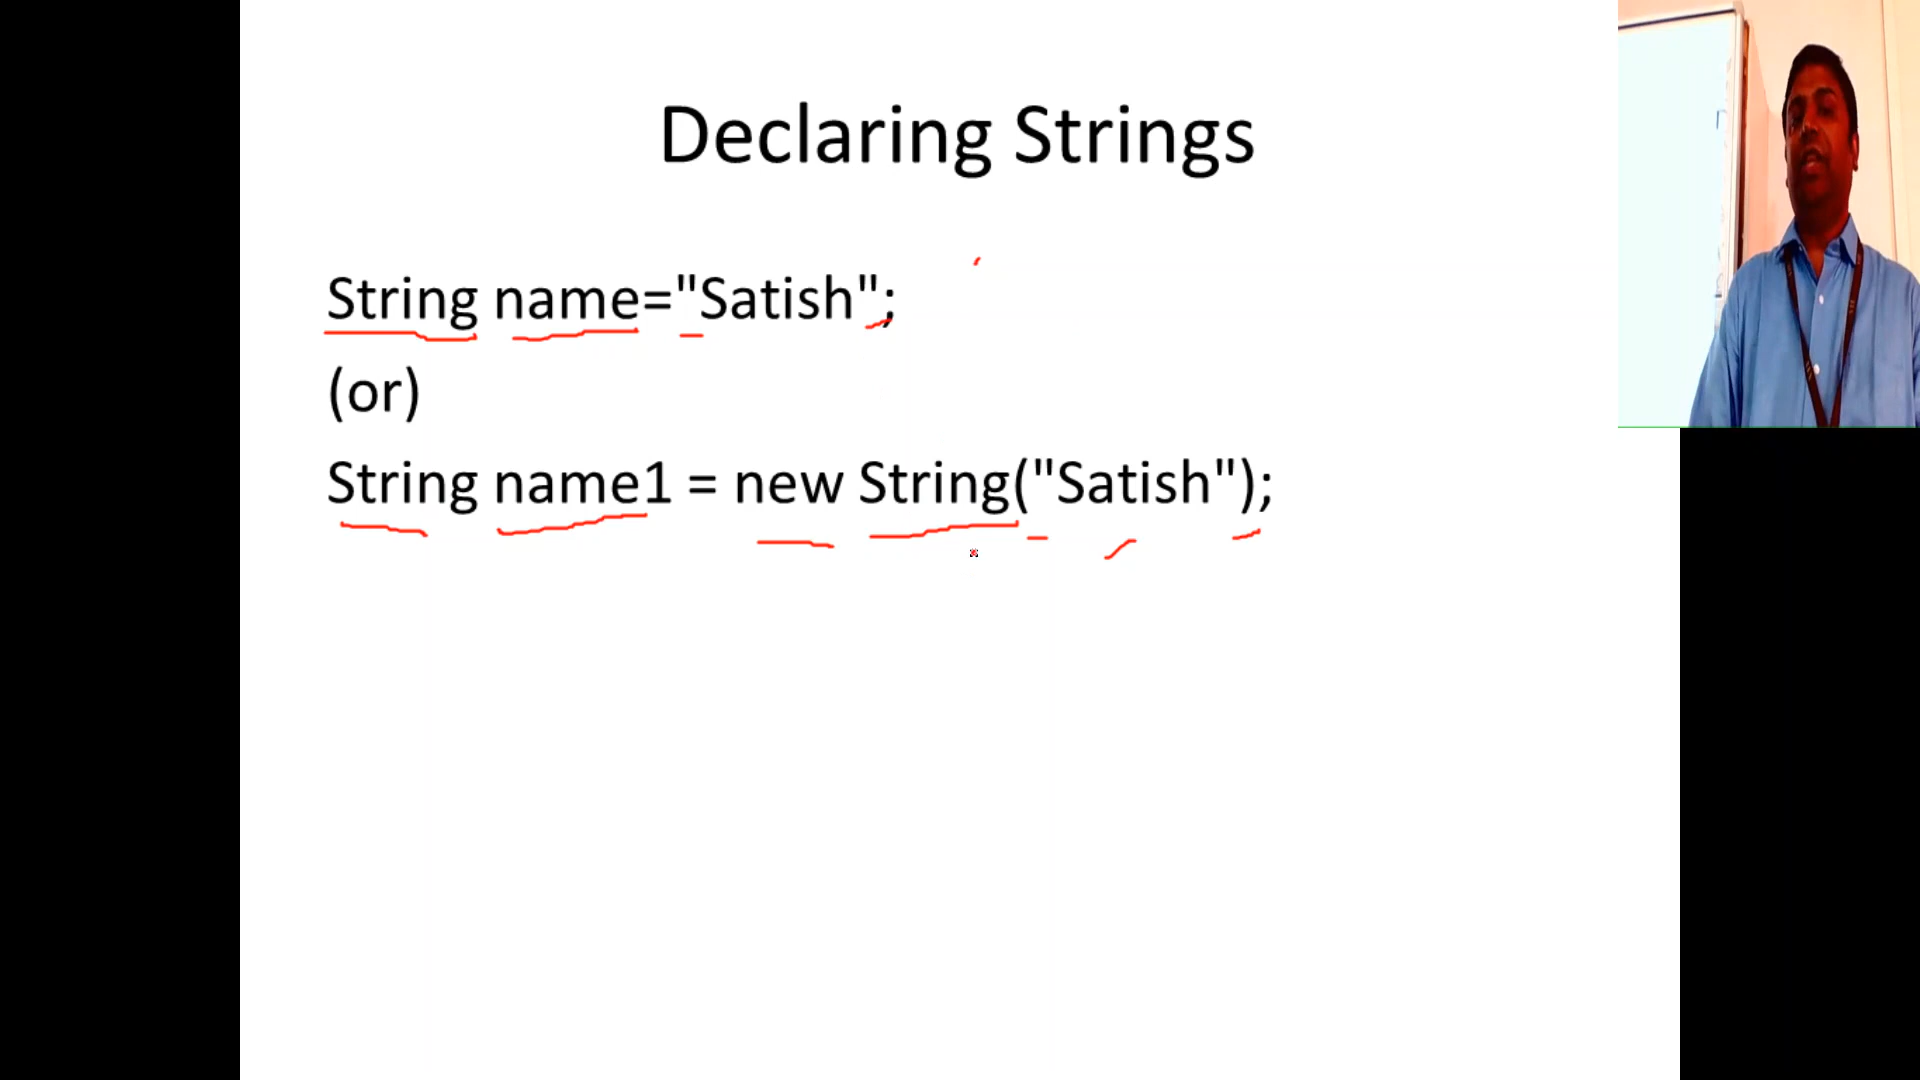 Declaring Strings
String name="Satish";
(or)
String name1 = new String("Satish");